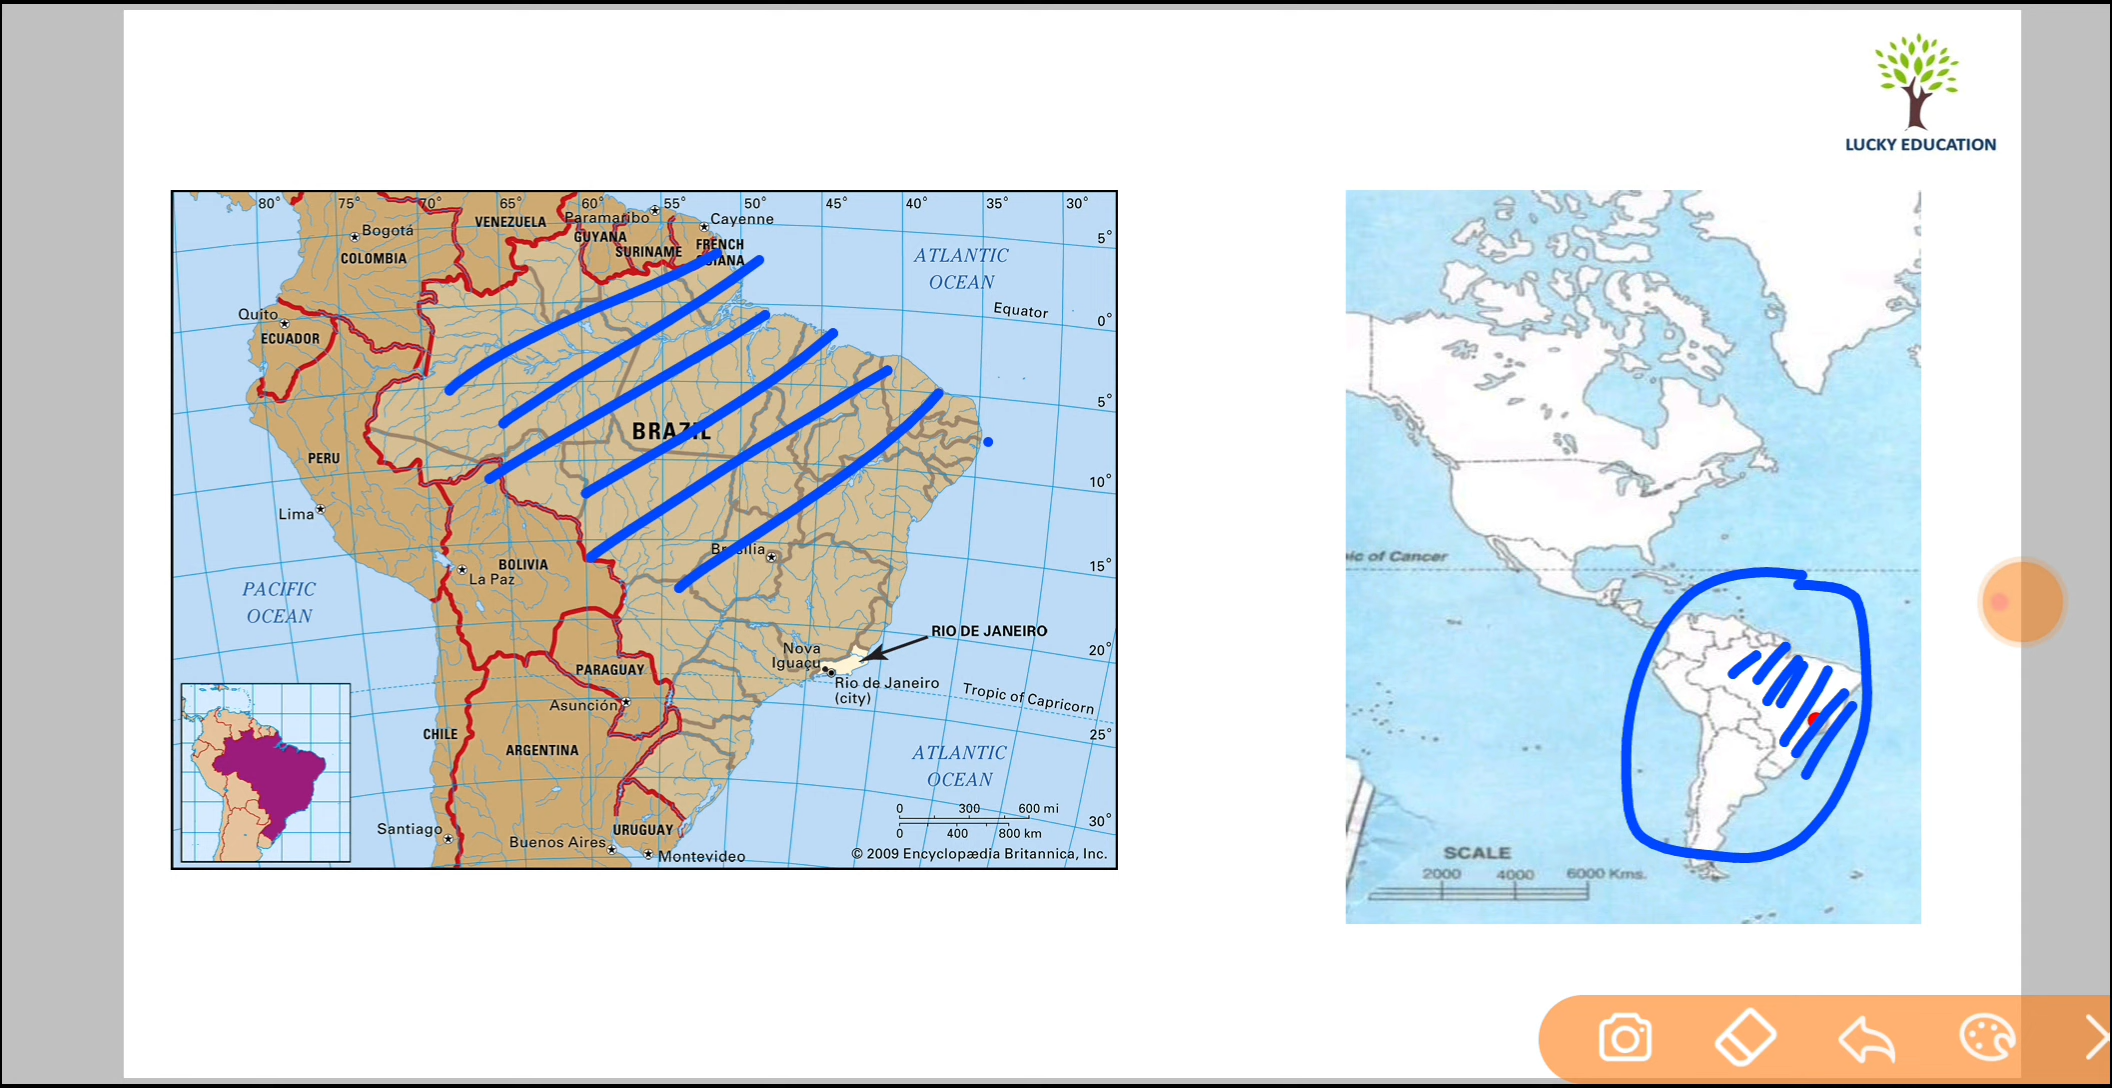 LUCKY EDUCATION
80° 75° 70° 65° 60° 55° 50° 45° 40° 35° 30°
Bogotá
COLOMBIA
VENEZUELA
Paramaribo
GUYANA
SURINAME
Cayenne
FRENCH
GUIANA
ATLANTIC
OCEAN
5°
Equator
0°
Quito
ECUADOR
5°
BRAZIL
PERU
10°
Lima
Brasília
15°
BOLIVIA
La Paz
PACIFIC
OCEAN
RIO DE JANEIRO
20°
Nova
Iguaçu
Rio de Janeiro
(city)
PARAGUAY
Asunción
Tropic of Capricorn
25°
CHILE
ARGENTINA
ATLANTIC
OCEAN
0 300 600 mi
0 400 800 km
30°
Santiago
URUGUAY
Buenos Aires
Montevideo
© 2009 Encyclopædia Britannica, Inc.
ic of Cancer
SCALE
2000 4000 6000 Kms.